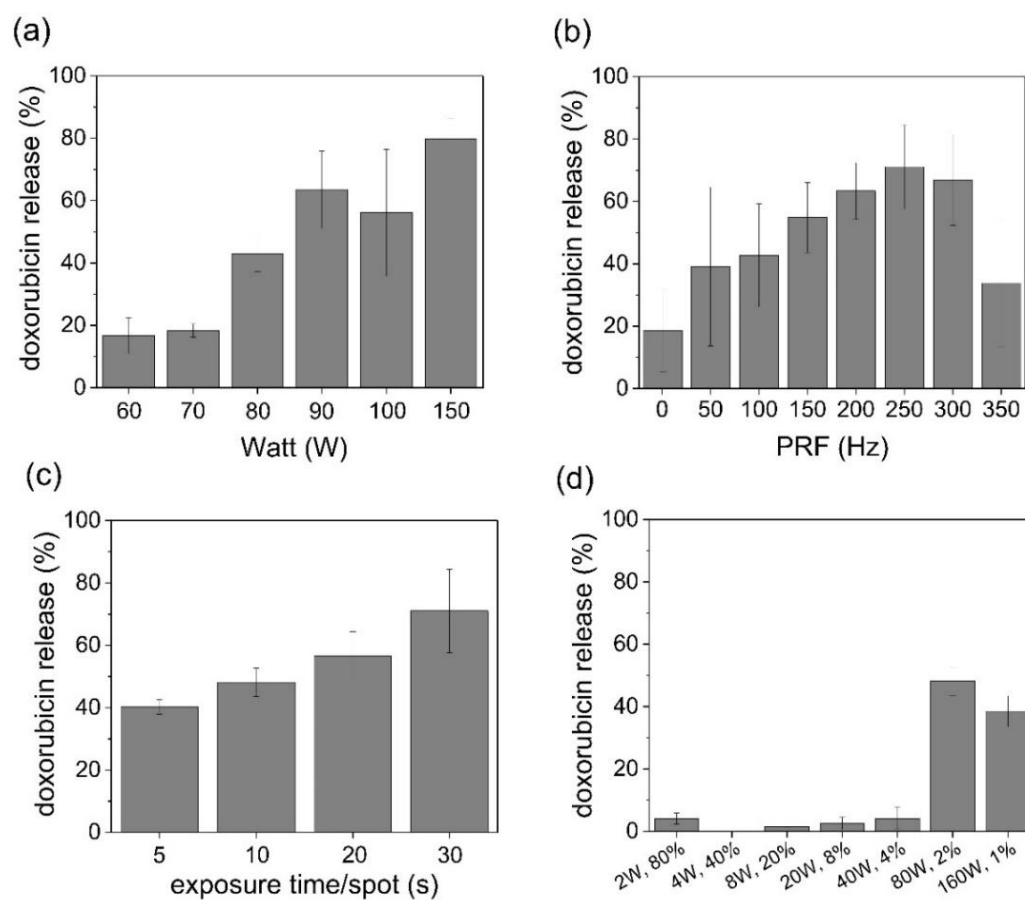 (a)
doxorubicin release (%)
100
80
60
40
20
0
60 70 80 90 100 150
Watt (W)
(b)
doxorubicin release (%)
100
80
60
40
20
0
0 50 100 150 200 250 300 350
PRF (Hz)
(c)
doxorubicin release (%)
100
80
60
40
20
0
5 10 20 30
exposure time/spot (s)
(d)
doxorubicin release (%)
100
80
60
40
20
0
2W, 80% 4W, 40% 8W, 20% 20W, 8% 40W, 4% 80W, 2% 160W, 1%